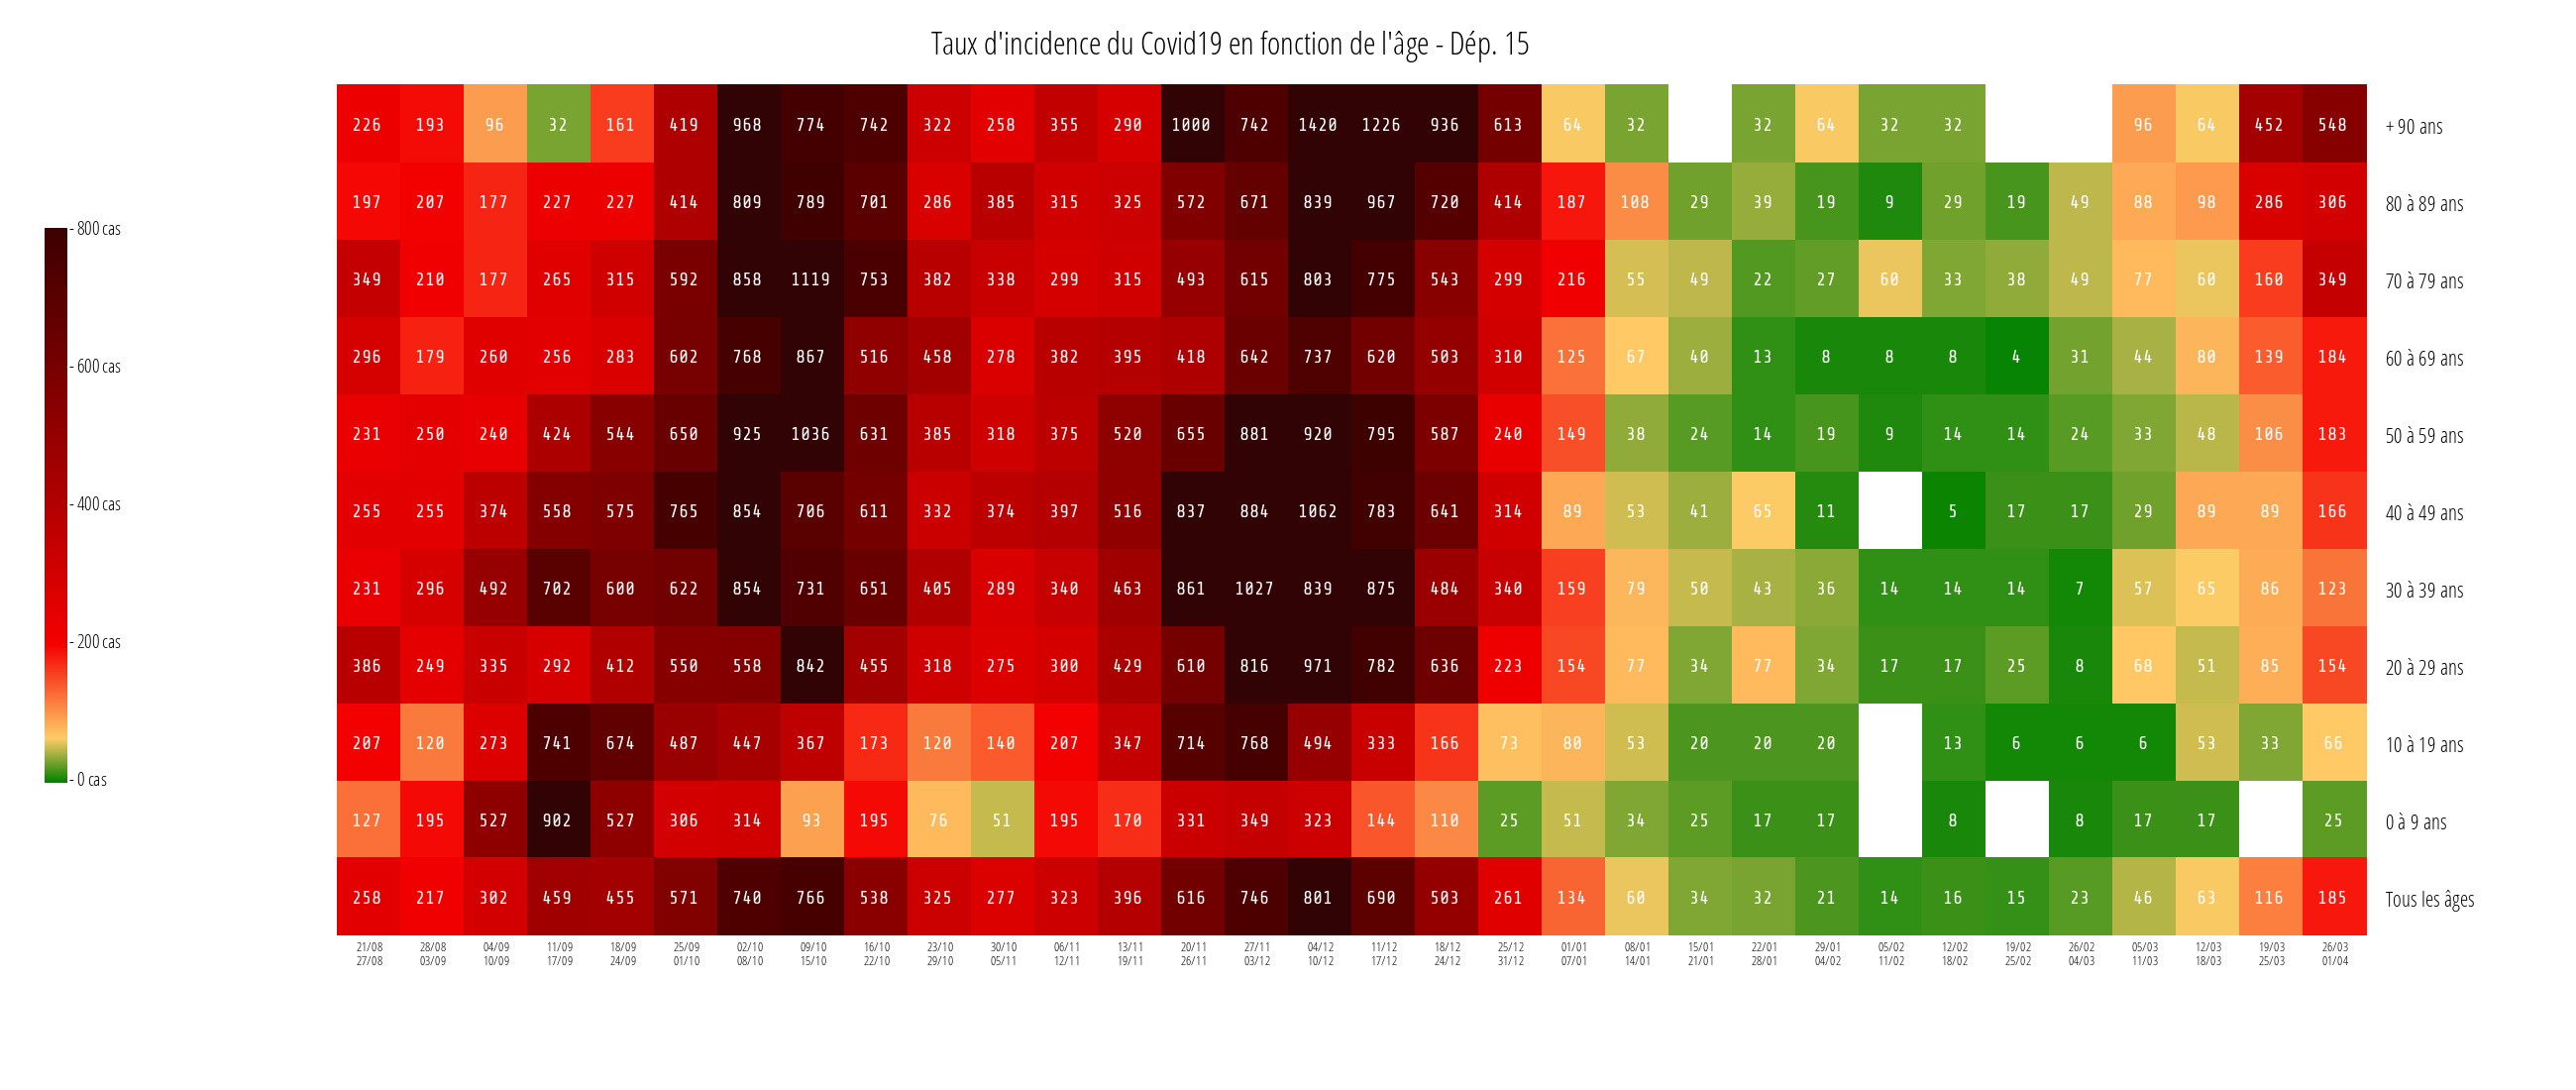 Taux d'incidence du Covid19 en fonction de l'âge - Dép. 15
- 800 cas
- 600 cas
- 400 cas
- 200 cas
- 0 cas
226 193 96 32 161 419 968 774 742 322 258 355 290 1000 742 1420 1226 936 613 64 32 32 64 32 32 96 64 452 548 + 90 ans
197 207 177 227 227 414 809 789 701 286 385 315 325 572 671 839 967 720 414 187 108 29 39 19 9 29 19 49 88 98 286 306 80 à 89 ans
349 210 177 265 315 592 858 1119 753 382 338 299 315 493 615 803 775 543 299 216 55 49 22 27 60 33 38 49 77 60 160 349 70 à 79 ans
296 179 260 256 283 602 768 867 516 458 278 382 395 418 642 737 620 503 310 125 67 40 13 8 8 8 4 31 44 80 139 184 60 à 69 ans
231 250 240 424 544 650 925 1036 631 385 318 375 520 655 881 920 795 587 240 149 38 24 14 19 9 14 14 24 33 48 106 183 50 à 59 ans
255 255 374 558 575 765 854 706 611 332 374 397 516 837 884 1062 783 641 314 89 53 41 65 11 5 17 17 29 89 89 166 40 à 49 ans
231 296 492 702 600 622 854 731 651 405 289 340 463 861 1027 839 875 484 340 159 79 50 43 36 14 14 14 7 57 65 86 123 30 à 39 ans
386 249 335 292 412 550 558 842 455 318 275 300 429 610 816 971 782 636 223 154 77 34 77 34 17 17 25 8 68 51 85 154 20 à 29 ans
207 120 273 741 674 487 447 367 173 120 140 207 347 714 768 494 333 166 73 80 53 20 20 20 13 6 6 6 53 33 66 10 à 19 ans
127 195 527 902 527 306 314 93 195 76 51 195 170 331 349 323 144 110 25 51 34 25 17 17 8 8 17 17 25 0 à 9 ans
258 217 302 459 455 571 740 766 538 325 277 323 396 616 746 801 690 503 261 134 60 34 32 21 14 16 15 23 46 63 116 185 Tous les âges
21/08 28/08 04/09 11/09 18/09 25/09 02/10 09/10 16/10 23/10 30/10 06/11 13/11 20/11 27/11 04/12 11/12 18/12 25/12 01/01 08/01 15/01 22/01 29/01 05/02 12/02 19/02 26/02 05/03 12/03 19/03 26/03
27/08 03/09 10/09 17/09 24/09 01/10 08/10 15/10 22/10 29/10 05/11 12/11 19/11 26/11 03/12 10/12 17/12 24/12 31/12 07/01 14/01 21/01 28/01 04/02 11/02 18/02 25/02 04/03 11/03 18/03 25/03 01/04